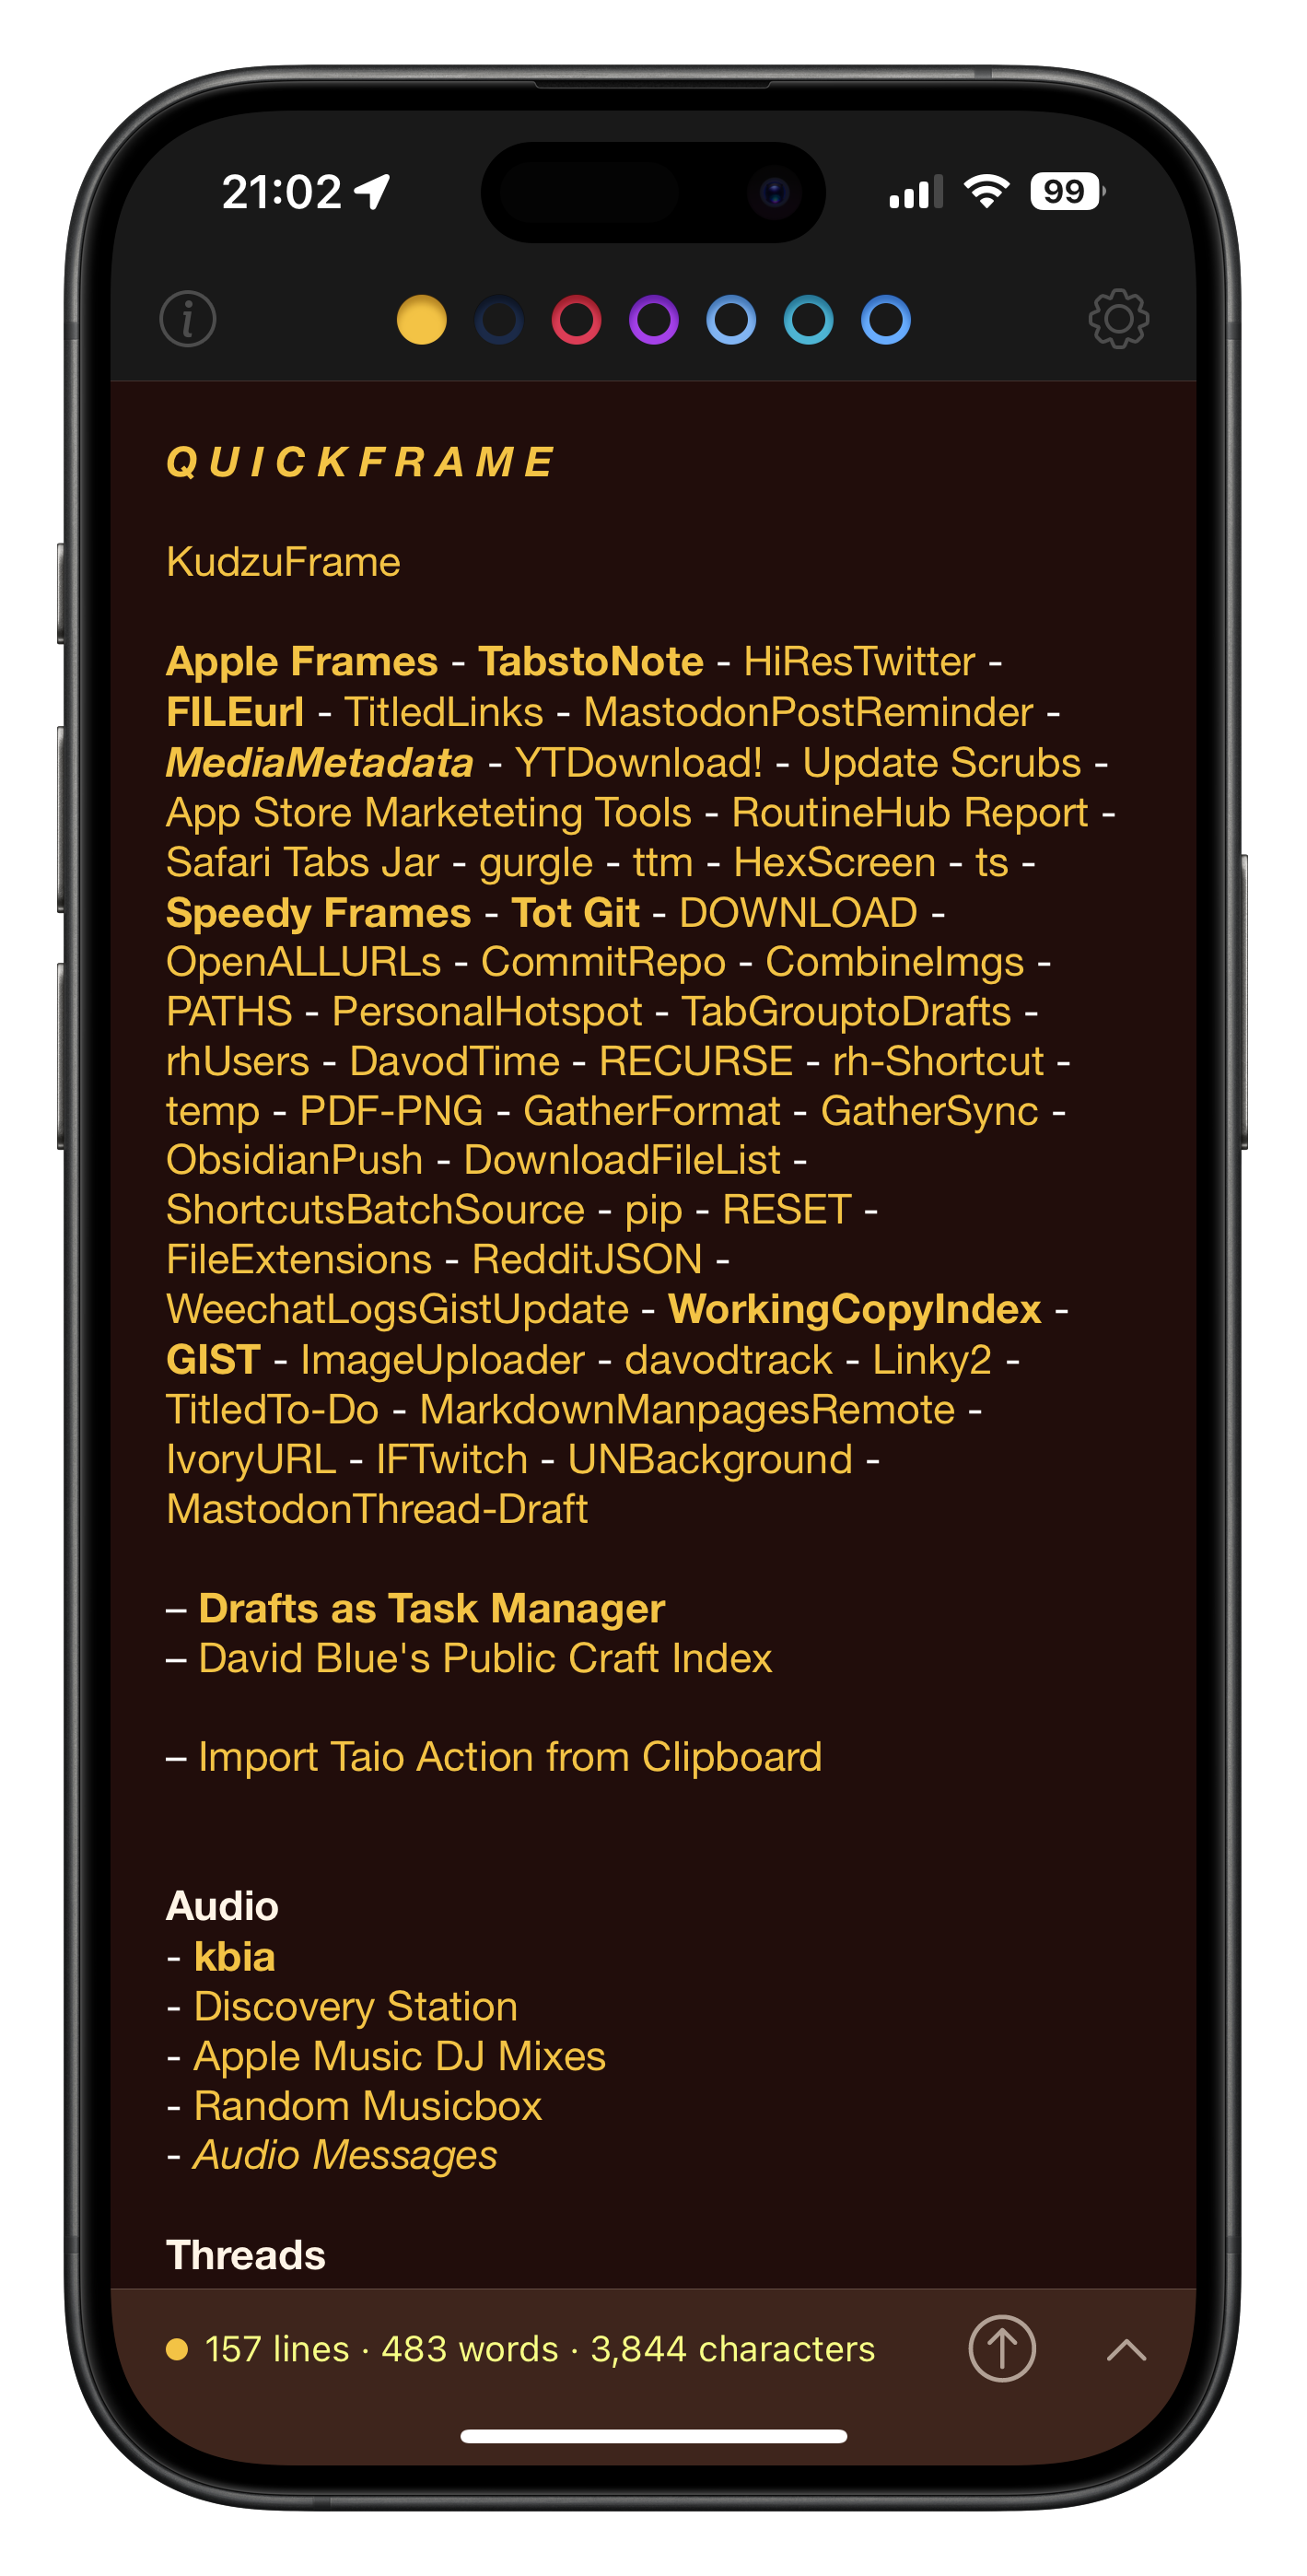 21:02
99
QUICKFRAME
KudzuFrame
Apple Frames - TabstoNote - HiResTwitter -
FILEurl - TitledLinks - MastodonPostReminder -
MediaMetadata - YTDownload! - Update Scrubs -
App Store Marketeting Tools - RoutineHub Report -
Safari Tabs Jar - gurgle - ttm - HexScreen - ts -
Speedy Frames - Tot Git - DOWNLOAD -
OpenALLURLs - CommitRepo - CombineImgs -
PATHS - PersonalHotspot - TabGrouptoDrafts -
rhUsers - DavodTime - RECURSE - rh-Shortcut -
temp - PDF-PNG - GatherFormat - GatherSync -
ObsidianPush - DownloadFileList -
ShortcutsBatchSource - pip - RESET -
FileExtensions - RedditJSON -
WeechatLogsGistUpdate - WorkingCopyIndex -
GIST - ImageUploader - davodtrack - Linky2 -
TitledTo-Do - MarkdownManpagesRemote -
IvoryURL - IFTwitch - UNBackground -
MastodonThread-Draft
– Drafts as Task Manager
– David Blue's Public Craft Index
– Import Taio Action from Clipboard
Audio
- kbia
- Discovery Station
- Apple Music DJ Mixes
- Random Musicbox
- Audio Messages
Threads
157 lines · 483 words · 3,844 characters